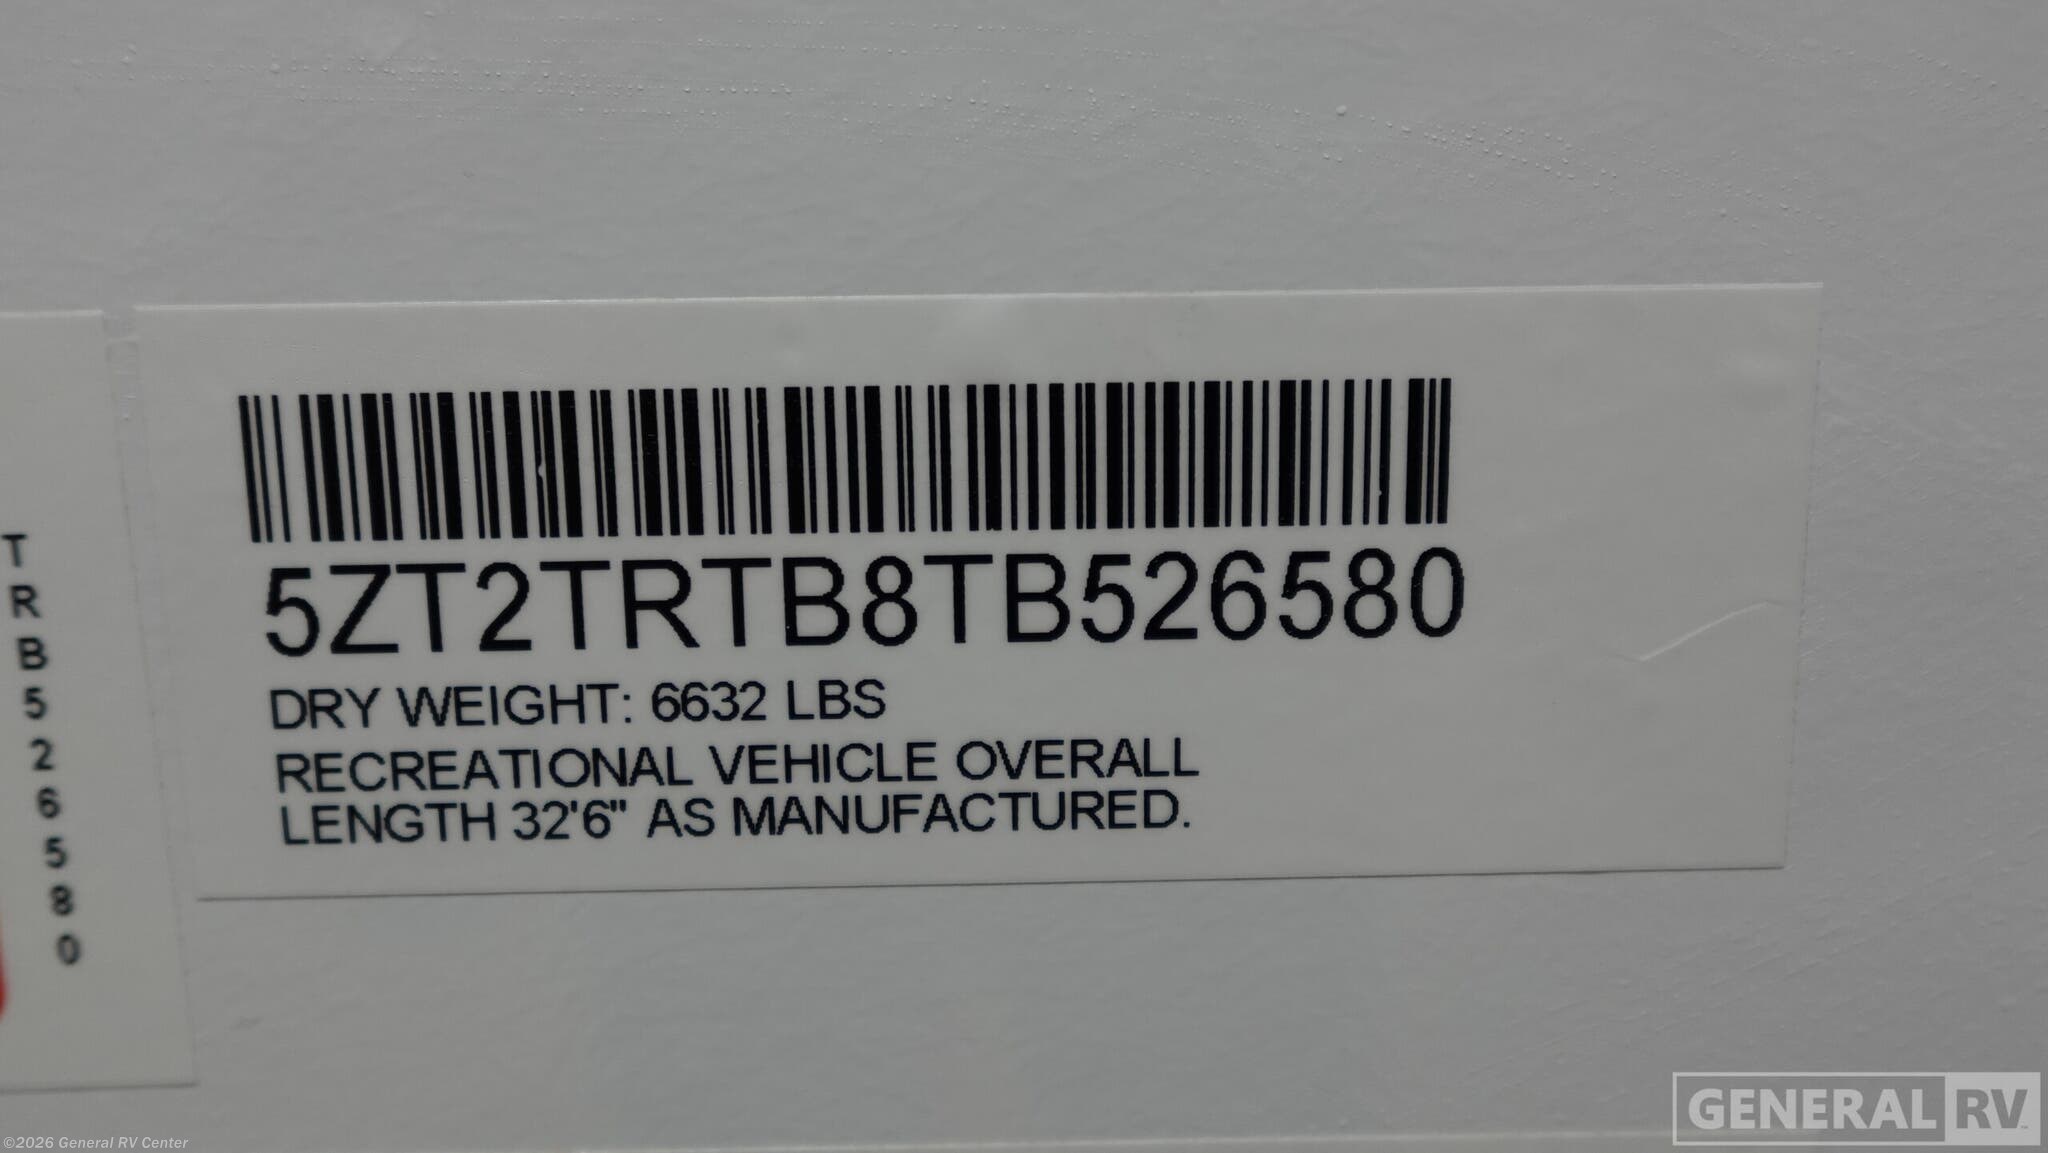 5ZT2TRTB8TB526580
DRY WEIGHT: 6632 LBS
RECREATIONAL VEHICLE OVERALL
LENGTH 32'6" AS MANUFACTURED.
T
R
B
5
2
6
5
8
0
GENERAL RV
©2026 General RV Center